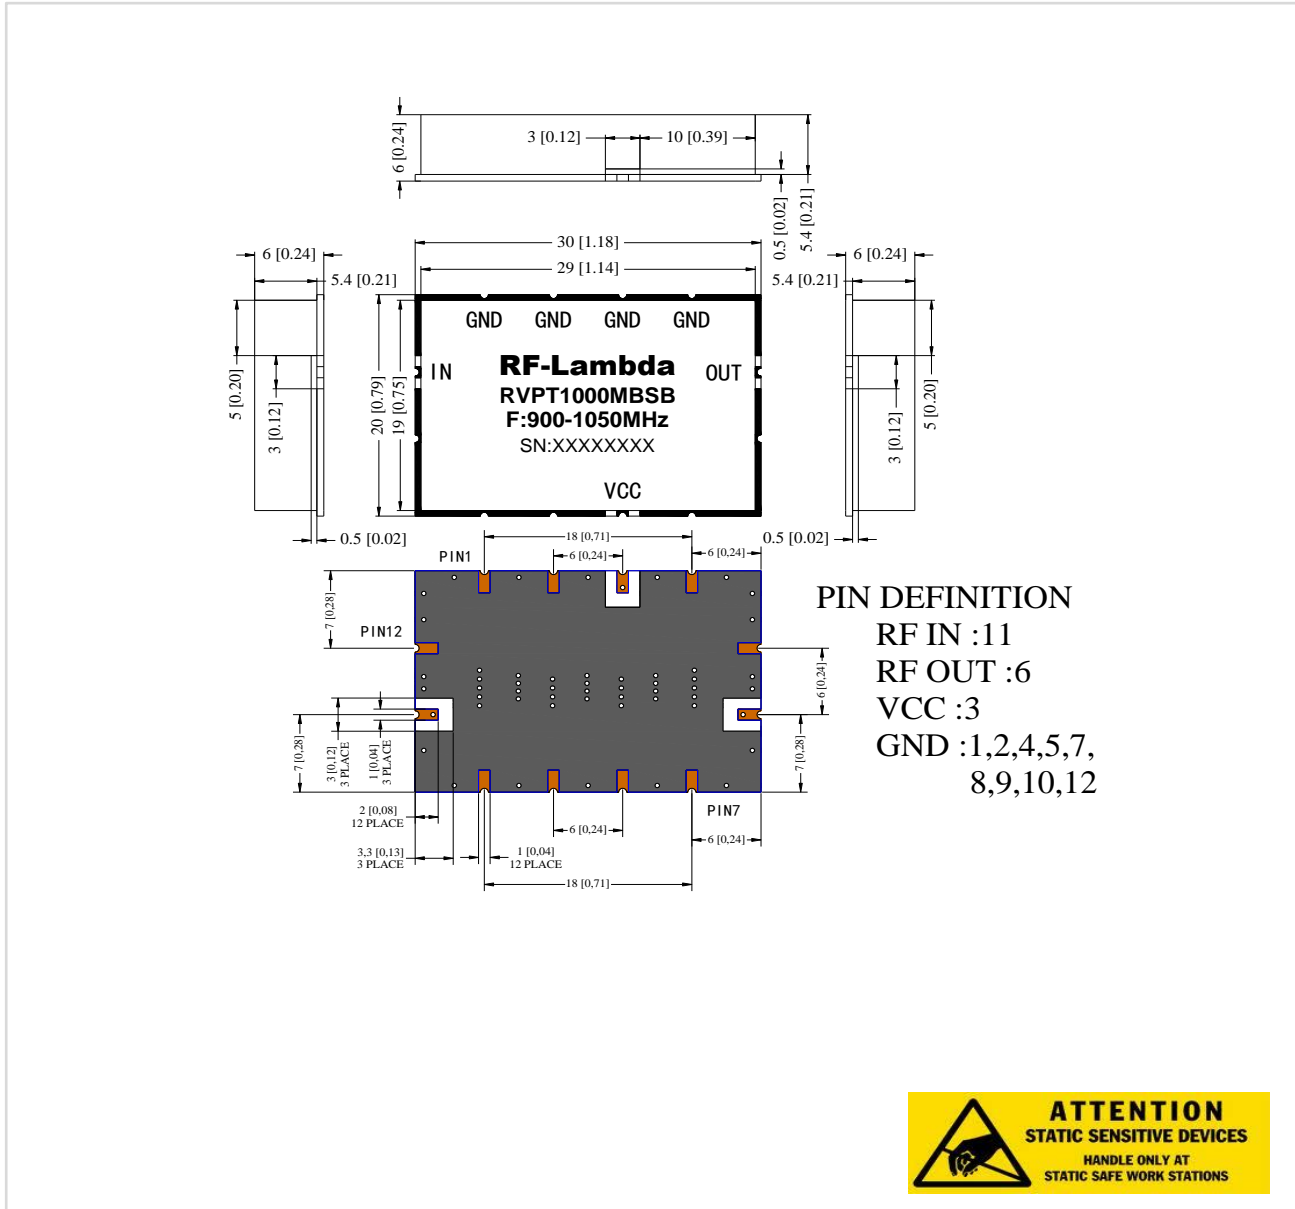 6 [0.24]
3 [0.12]
10 [0.39]
0.5 [0.02]
5.4 [0.21]
30 [1.18]
29 [1.14]
6 [0.24]
5.4 [0.21]
5 [0.20]
3 [0.12]
0.5 [0.02]
20 [0.79]
19 [0.75]
GND GND GND GND
IN
OUT
RF-Lambda
RVPT1000MBSB
F:900-1050MHz
SN:XXXXXXXX
VCC
6 [0.24]
5.4 [0.21]
5 [0.20]
3 [0.12]
0.5 [0.02]
18 [0,71]
6 [0,24]
6 [0,24]
PIN1
7 [0,28]
PIN12
6 [0,24]
7 [0,28]
3 [0,12]
3 PLACE
1 [0,04]
3 PLACE
7 [0,28]
2 [0,08]
12 PLACE
3,3 [0,13]
3 PLACE
1 [0,04]
12 PLACE
6 [0,24]
6 [0,24]
PIN7
18 [0,71]
PIN DEFINITION
RF IN :11
RF OUT :6
VCC :3
GND :1,2,4,5,7,
8,9,10,12
ATTENTION
STATIC SENSITIVE DEVICES
HANDLE ONLY AT
STATIC SAFE WORK STATIONS